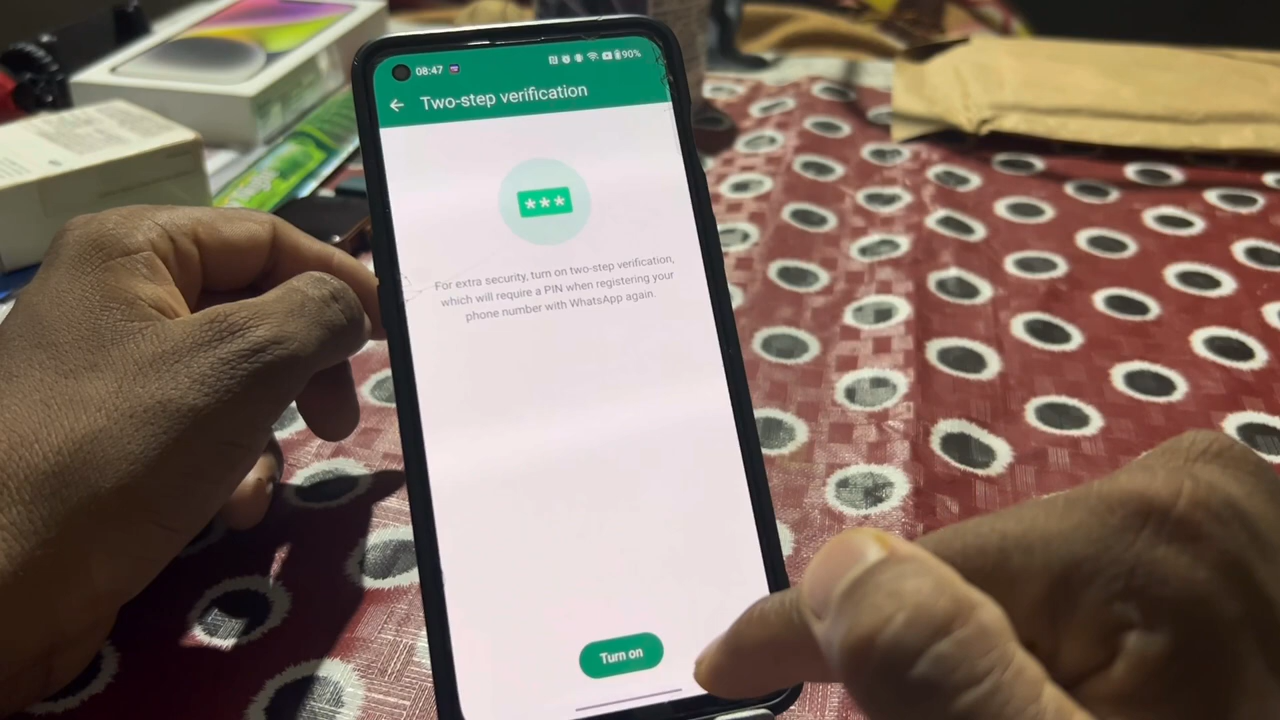 08:47
90%
Two-step verification
***
For extra security, turn on two-step verification,
which will require a PIN when registering your
phone number with WhatsApp again.
Turn on